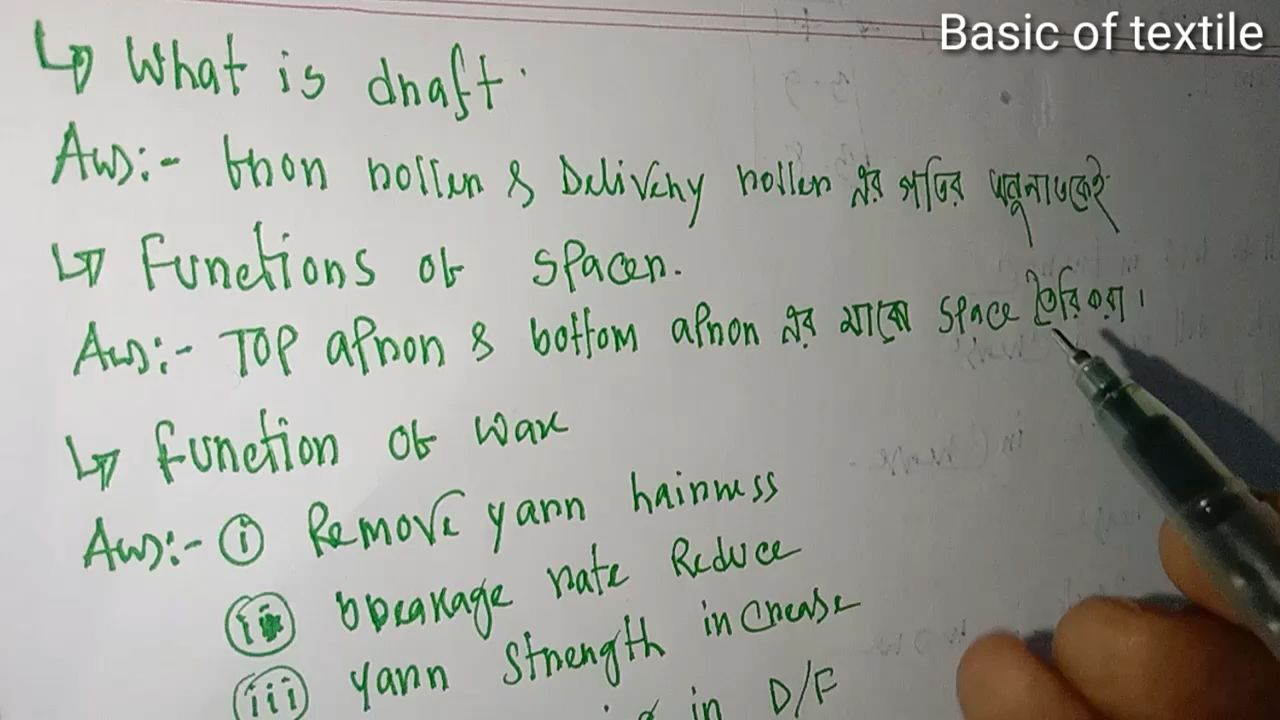 Basic of textile
↳ What is draft.
Ans:- Fron roller & Delivery roller এর গতির অনুপাতকেই
↳ Functions of spacer.
Ans:- TOP apron & bottom apron এর মাঝে space তৈরি করা।
↳ Function of wax
Ans:- (i) Remove yarn hairness
(ii) breakage rate Reduce
(iii) yarn strength increase
in D/F